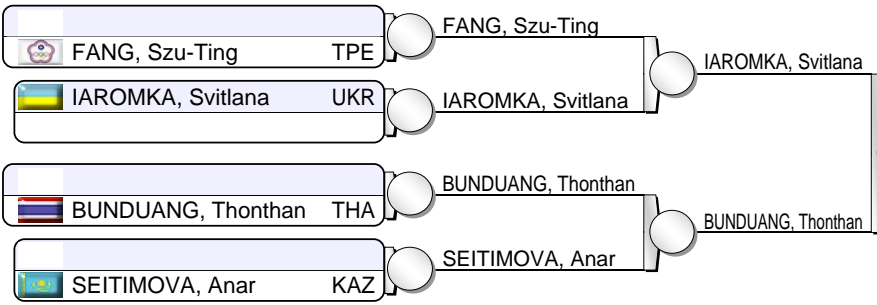 FANG, Szu-Ting TPE
IAROMKA, Svitlana UKR
BUNDUANG, Thonthan THA
SEITIMOVA, Anar KAZ
FANG, Szu-Ting
IAROMKA, Svitlana
BUNDUANG, Thonthan
SEITIMOVA, Anar
IAROMKA, Svitlana
BUNDUANG, Thonthan